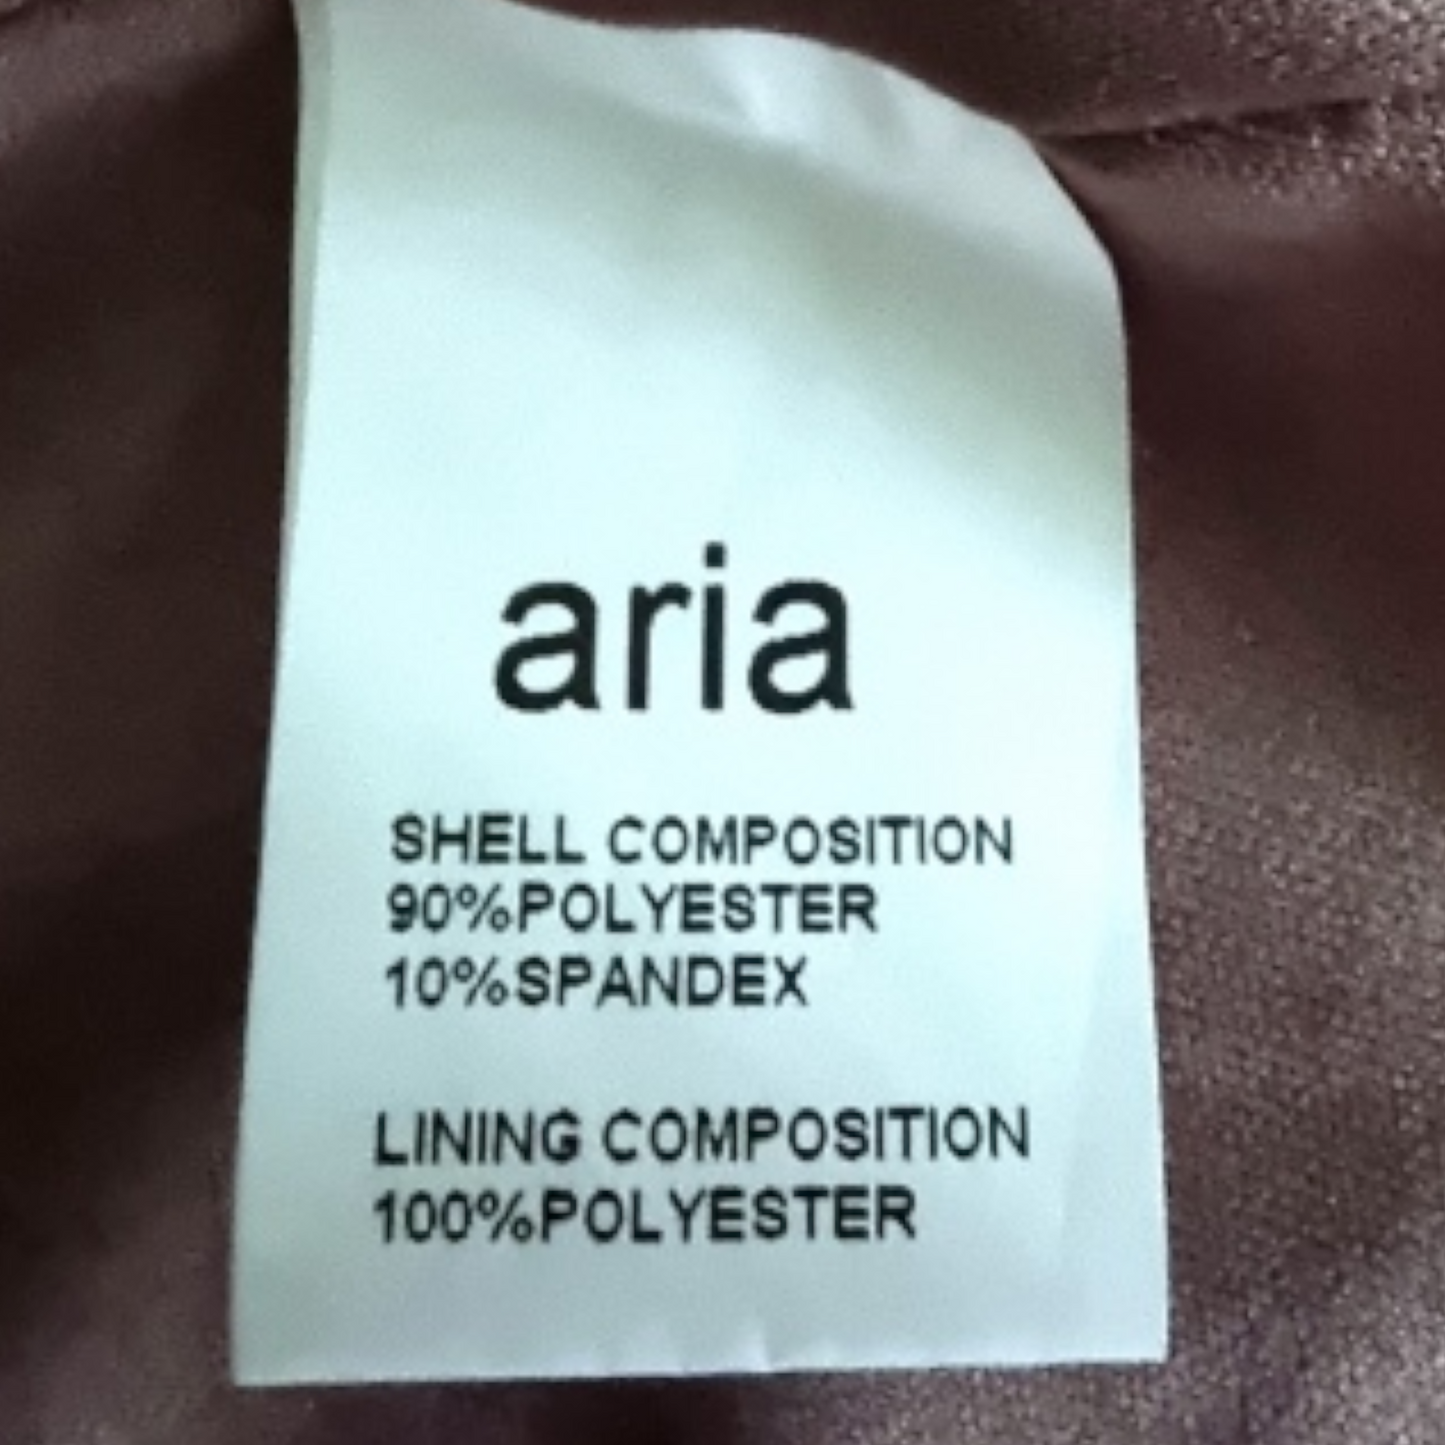 aria
SHELL COMPOSITION
90%POLYESTER
10%SPANDEX
LINING COMPOSITION
100%POLYESTER